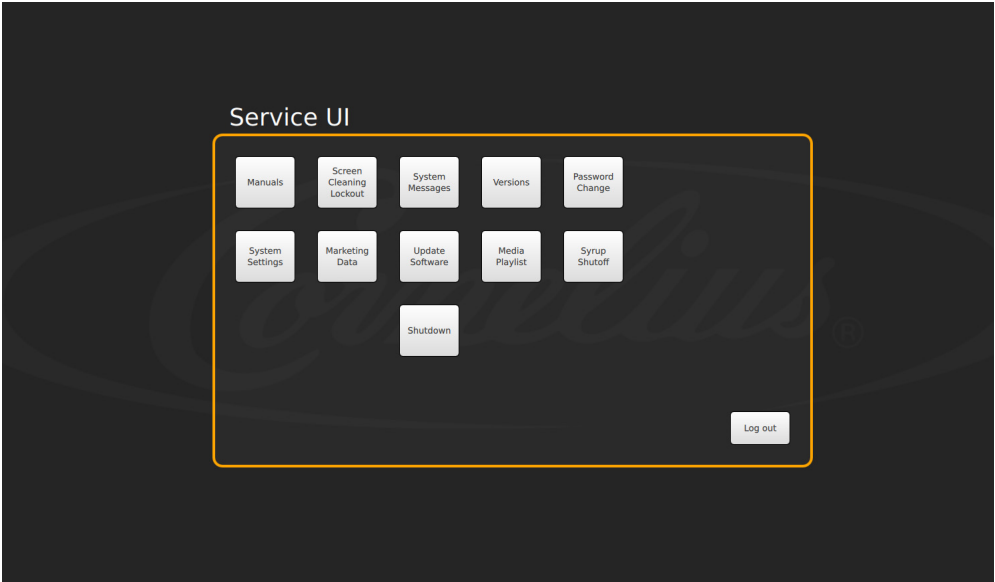 Service UI
Manuals
Screen
Cleaning
Lockout
System
Messages
Versions
Password
Change
System
Settings
Marketing
Data
Update
Software
Media
Playlist
Syrup
Shutoff
Shutdown
Cornelius ®
Log out